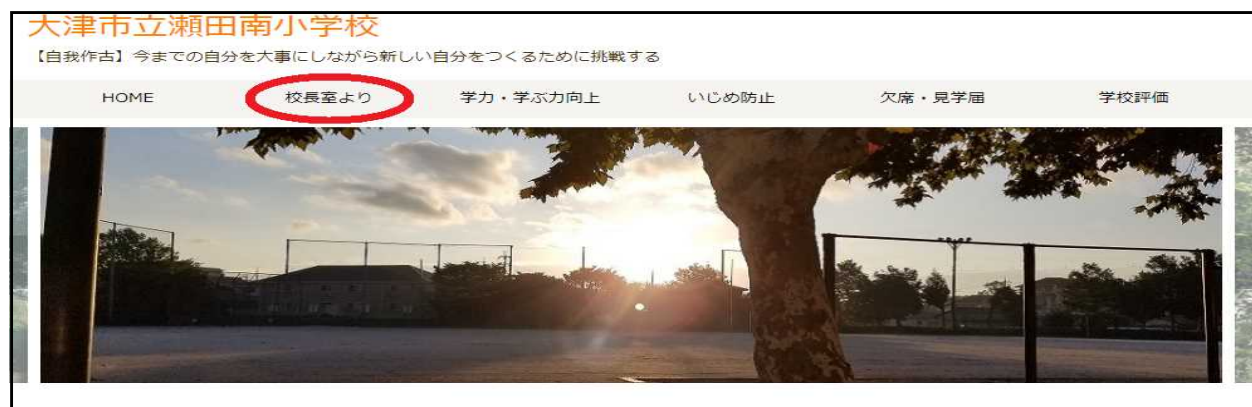 大津市立瀬田南小学校
【自我作古】今までの自分を大事にしながら新しい自分をつくるために挑戦する
HOME 校長室より 学力・学ぶ力向上 いじめ防止 欠席・見学届 学校評価